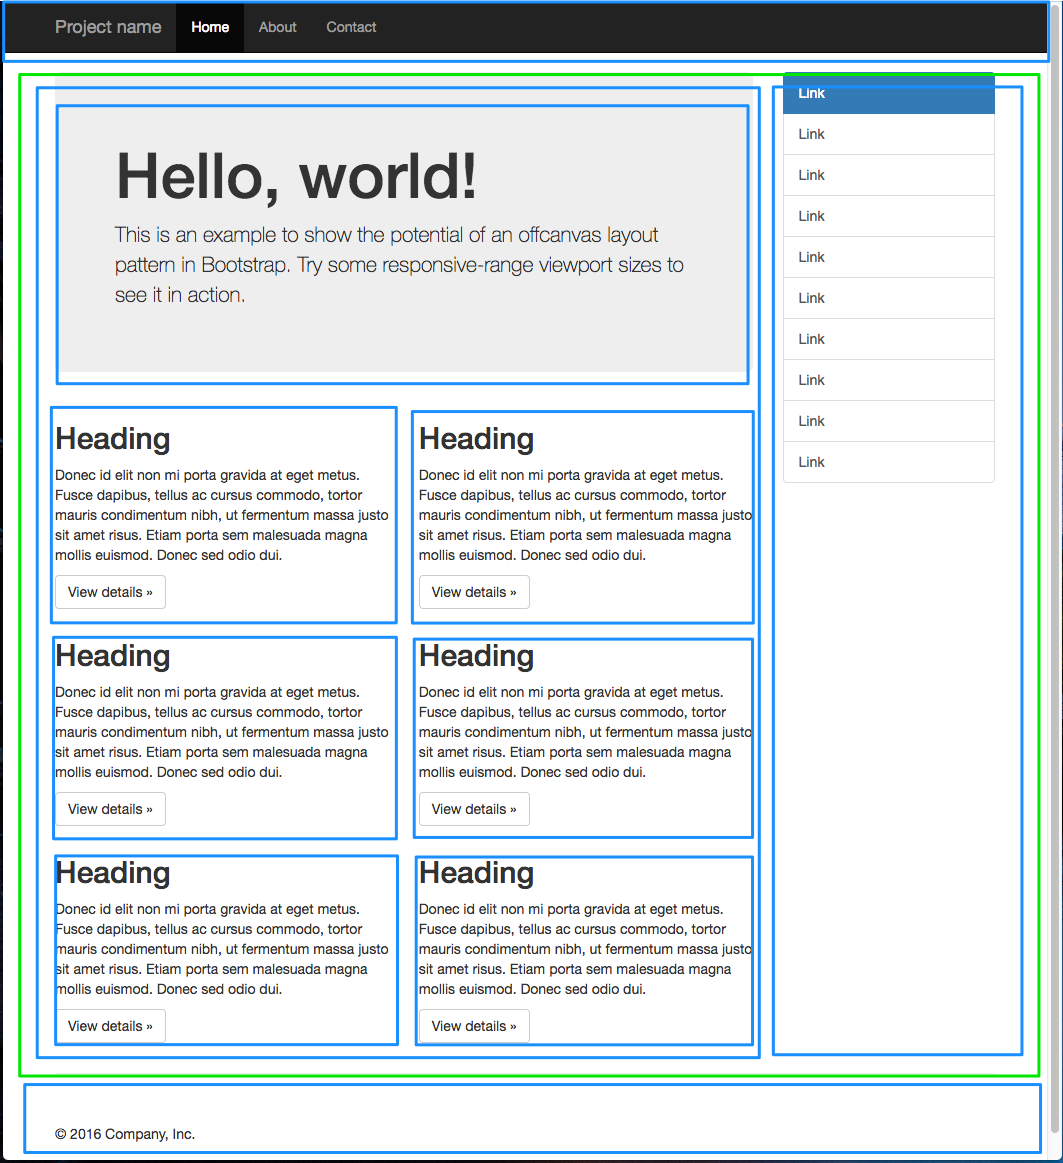 Project name Home About Contact
Hello, world!
This is an example to show the potential of an offcanvas layout
pattern in Bootstrap. Try some responsive-range viewport sizes to
see it in action.
Heading
Donec id elit non mi porta gravida at eget metus.
Fusce dapibus, tellus ac cursus commodo, tortor
mauris condimentum nibh, ut fermentum massa justo
sit amet risus. Etiam porta sem malesuada magna
mollis euismod. Donec sed odio dui.
View details »
Heading
Donec id elit non mi porta gravida at eget metus.
Fusce dapibus, tellus ac cursus commodo, tortor
mauris condimentum nibh, ut fermentum massa justo
sit amet risus. Etiam porta sem malesuada magna
mollis euismod. Donec sed odio dui.
View details »
Heading
Donec id elit non mi porta gravida at eget metus.
Fusce dapibus, tellus ac cursus commodo, tortor
mauris condimentum nibh, ut fermentum massa justo
sit amet risus. Etiam porta sem malesuada magna
mollis euismod. Donec sed odio dui.
View details »
Heading
Donec id elit non mi porta gravida at eget metus.
Fusce dapibus, tellus ac cursus commodo, tortor
mauris condimentum nibh, ut fermentum massa justo
sit amet risus. Etiam porta sem malesuada magna
mollis euismod. Donec sed odio dui.
View details »
Heading
Donec id elit non mi porta gravida at eget metus.
Fusce dapibus, tellus ac cursus commodo, tortor
mauris condimentum nibh, ut fermentum massa justo
sit amet risus. Etiam porta sem malesuada magna
mollis euismod. Donec sed odio dui.
View details »
Heading
Donec id elit non mi porta gravida at eget metus.
Fusce dapibus, tellus ac cursus commodo, tortor
mauris condimentum nibh, ut fermentum massa justo
sit amet risus. Etiam porta sem malesuada magna
mollis euismod. Donec sed odio dui.
View details »
Link
Link
Link
Link
Link
Link
Link
Link
Link
Link
© 2016 Company, Inc.